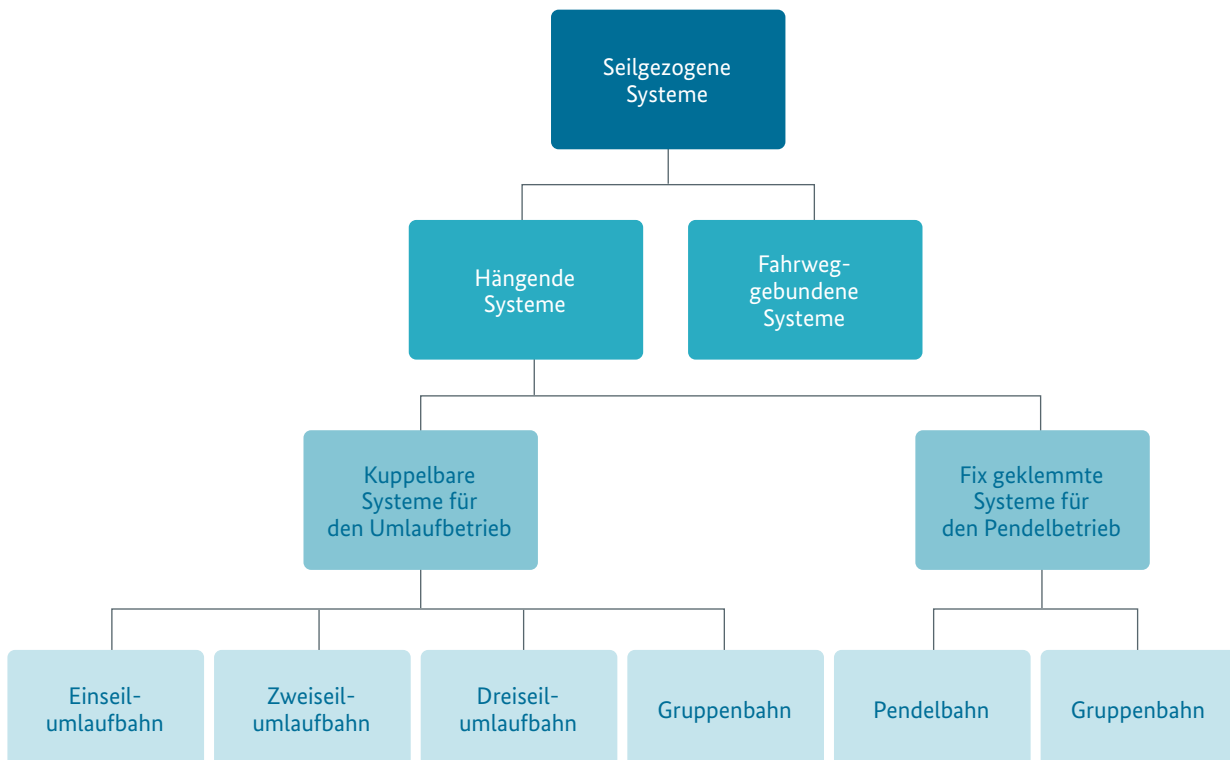 Seilgezogene
Systeme
Hängende
Systeme
Fahrweg-
gebundene
Systeme
Kuppelbare
Systeme für
den Umlaufbetrieb
Fix geklemmte
Systeme für
den Pendelbetrieb
Einseil-
umlaufbahn
Zweiseil-
umlaufbahn
Dreiseil-
umlaufbahn
Gruppenbahn
Pendelbahn
Gruppenbahn